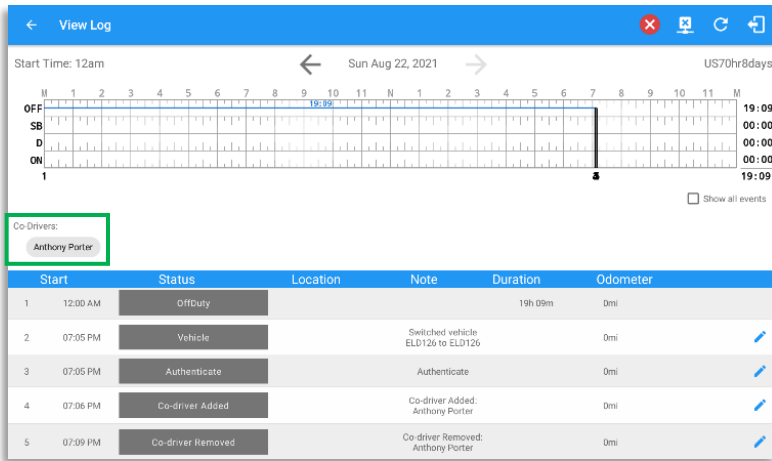 View Log
Start Time: 12am
Sun Aug 22, 2021
US70hr8days
M 1 2 3 4 5 6 7 8 9 10 11 N 1 2 3 4 5 6 7 8 9 10 11 M
OFF 19:09 19:09
SB 00:00
D 00:00
ON 00:00
1 19:09
Show all events
Co-Drivers:
Anthony Porter
Start Status Location Note Duration Odometer
1 12:00 AM OffDuty 19h 09m 0mi
2 07:05 PM Vehicle Switched vehicle 0mi
ELD126 to ELD126
3 07:05 PM Authenticate Authenticate 0mi
4 07:06 PM Co-driver Added Co-driver Added: 0mi
Anthony Porter
5 07:09 PM Co-driver Removed Co-driver Removed: 0mi
Anthony Porter